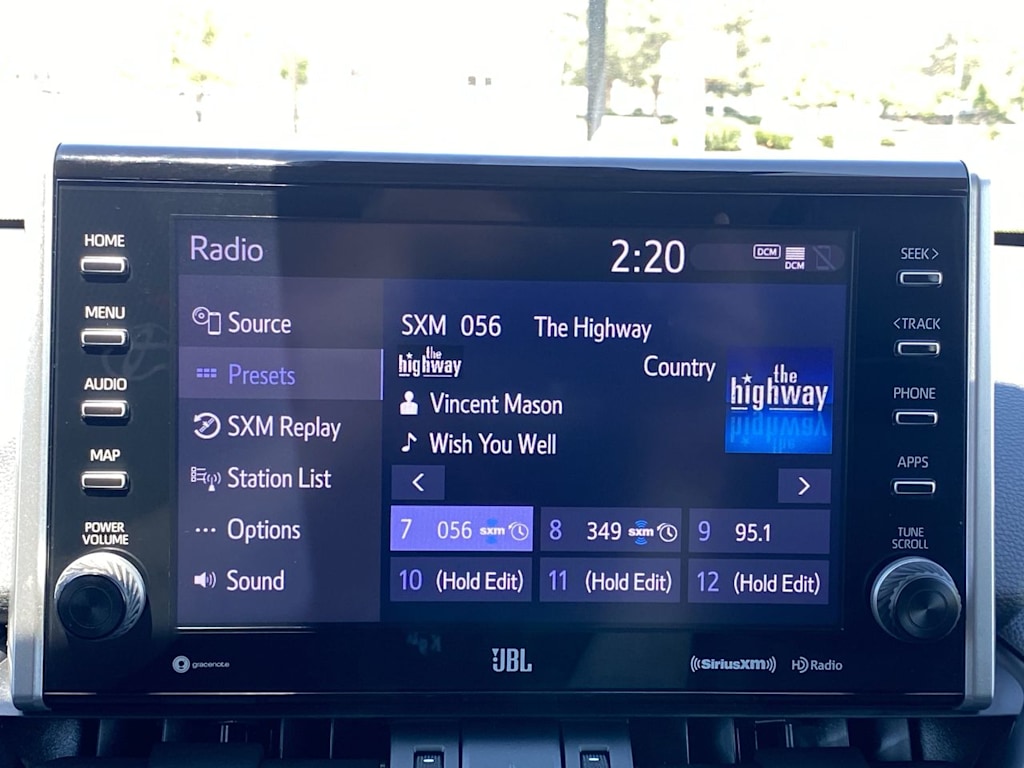 HOME
MENU
AUDIO
MAP
POWER
VOLUME
Radio
2:20
DCM
DCM
Source
Presets
SXM Replay
Station List
Options
Sound
SXM 056 The Highway
the
highway
Country
the
highway
Vincent Mason
Wish You Well
< >
7 056 sxm 8 349 sxm 9 95.1
10 (Hold Edit) 11 (Hold Edit) 12 (Hold Edit)
SEEK >
< TRACK
PHONE
APPS
TUNE
SCROLL
gracenote
JBL
((SiriusXM))
HD Radio